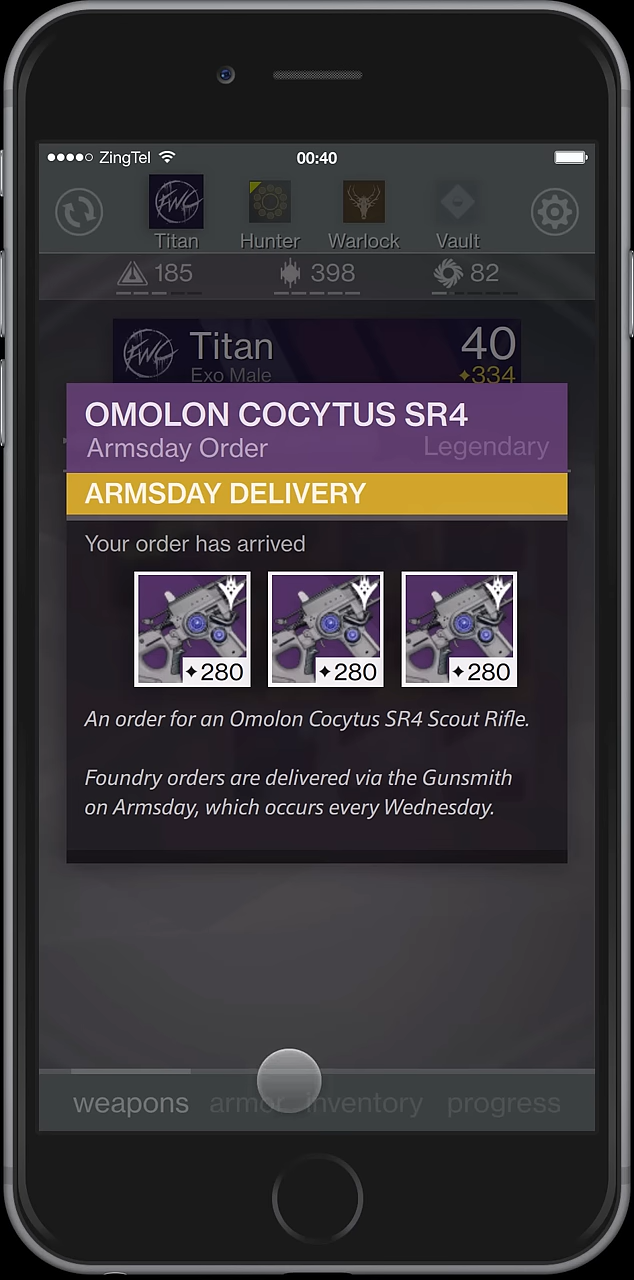 ZingTel 00:40
Titan Hunter Warlock Vault
185 398 82
FWC Titan 40
Exo Male 334
OMOLON COCYTUS SR4
Armsday Order Legendary
ARMSDAY DELIVERY
Your order has arrived
280 280 280
An order for an Omolon Cocytus SR4 Scout Rifle.
Foundry orders are delivered via the Gunsmith
on Armsday, which occurs every Wednesday.
weapons armor inventory progress